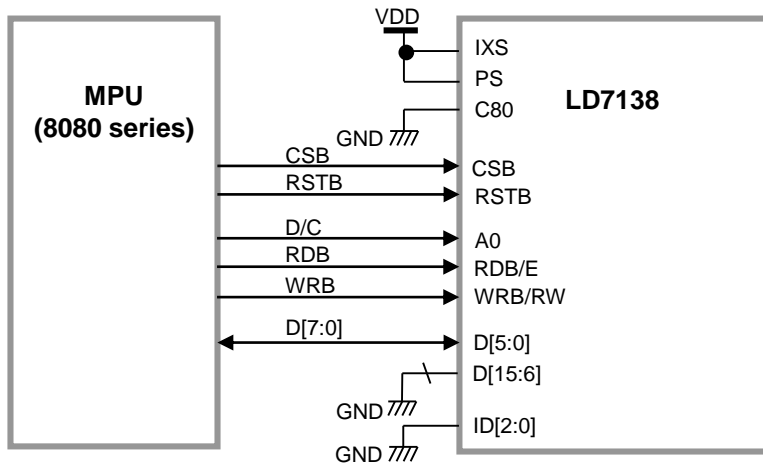 VDD
IXS
PS
MPU
(8080 series)
LD7138
C80
GND
CSB
CSB
RSTB
RSTB
D/C
A0
RDB
RDB/E
WRB
WRB/RW
D[7:0]
D[5:0]
D[15:6]
GND
ID[2:0]
GND